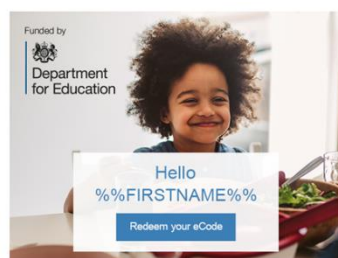 Funded by
Department
for Education
Hello
%%FIRSTNAME%%
Redeem your eCode